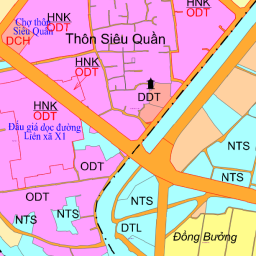 HNK
ODT
Chợ thôn
Siêu Quần
DCH
Thôn Siêu Quần
HNK
ODT
DDT
HNK
ODT
Đấu giá dọc đường
Liên xã X1
ODT
ODT
NTS
NTS
NTS
NTS
NTS
DTL
Đồng Bưởng